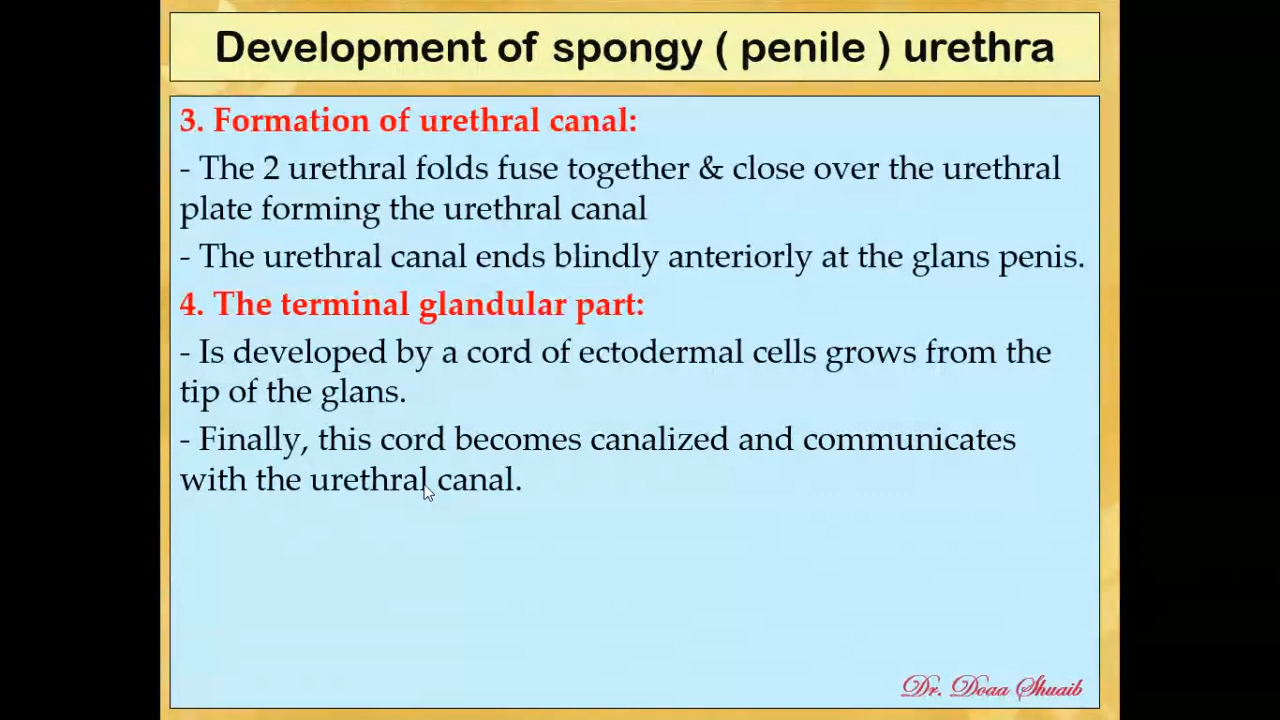 Development of spongy ( penile ) urethra
3. Formation of urethral canal:
- The 2 urethral folds fuse together & close over the urethral
plate forming the urethral canal
- The urethral canal ends blindly anteriorly at the glans penis.
4. The terminal glandular part:
- Is developed by a cord of ectodermal cells grows from the
tip of the glans.
- Finally, this cord becomes canalized and communicates
with the urethral canal.
Dr. Doaa Shuaib